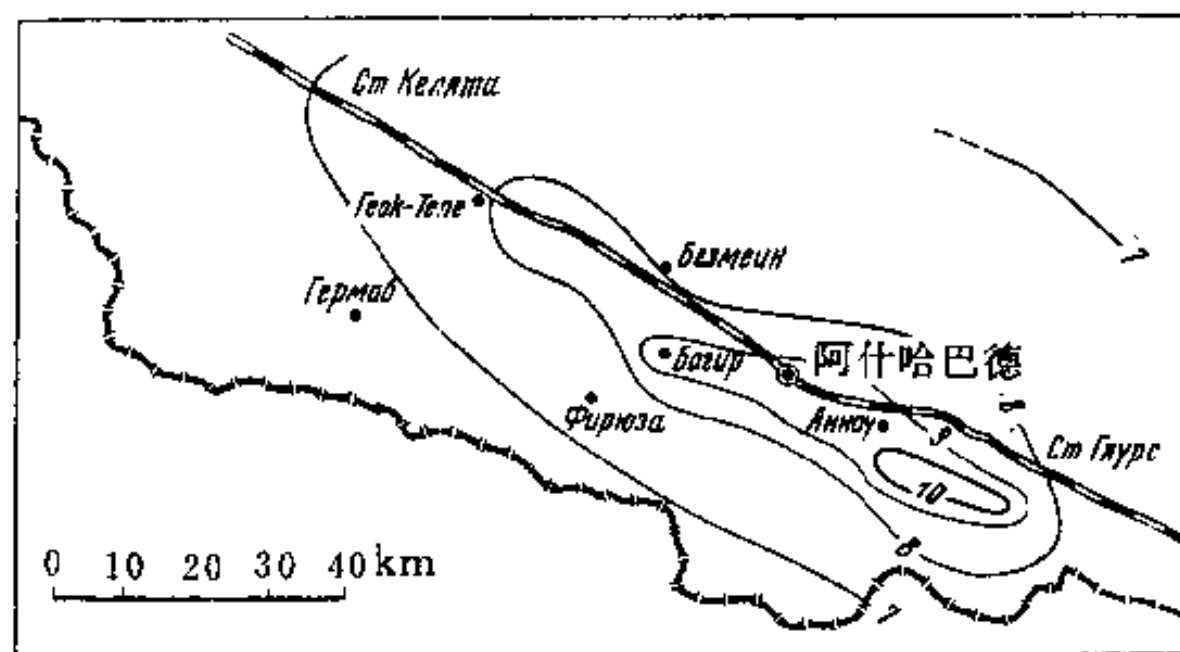 Ст Келята
Геок-Тепе
7
Безмеин
Гермаб
Багир
阿什哈巴德
Фирюза
Анноу
9
8
Ст Гяурс
10
8
0 10 20 30 40 km
7